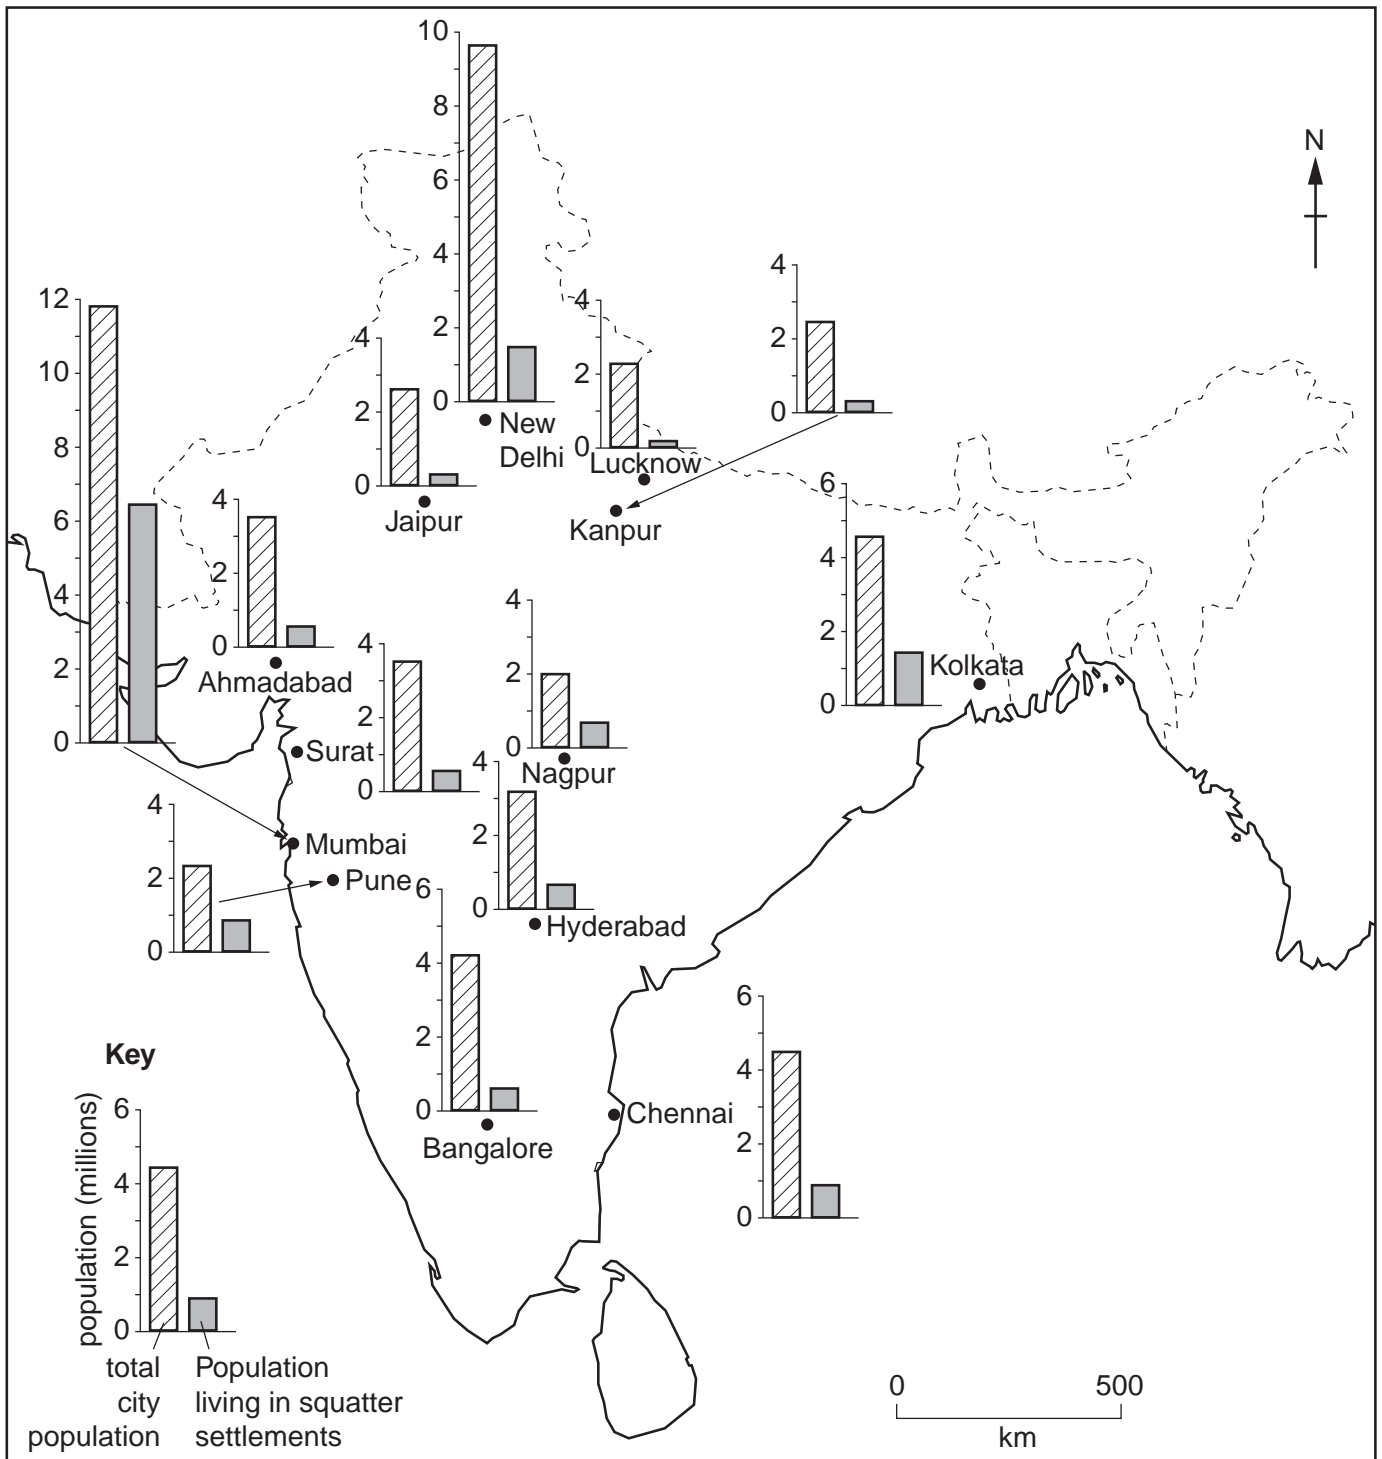 10
8
6
4
2
0
New
Delhi
N
4
2
0
Kanpur
4
2
0
Lucknow
4
2
0
Jaipur
12
10
8
6
4
2
0
Mumbai
4
2
0
Ahmadabad
6
4
2
0
Kolkata
Surat
4
2
0
4
2
0
Nagpur
4
2
0
Hyderabad
4
2
0
Pune
6
4
2
0
Bangalore
6
4
2
0
Chennai
Key
population (millions)
6
4
2
0
total
city
population
Population
living in squatter
settlements
0 500
km